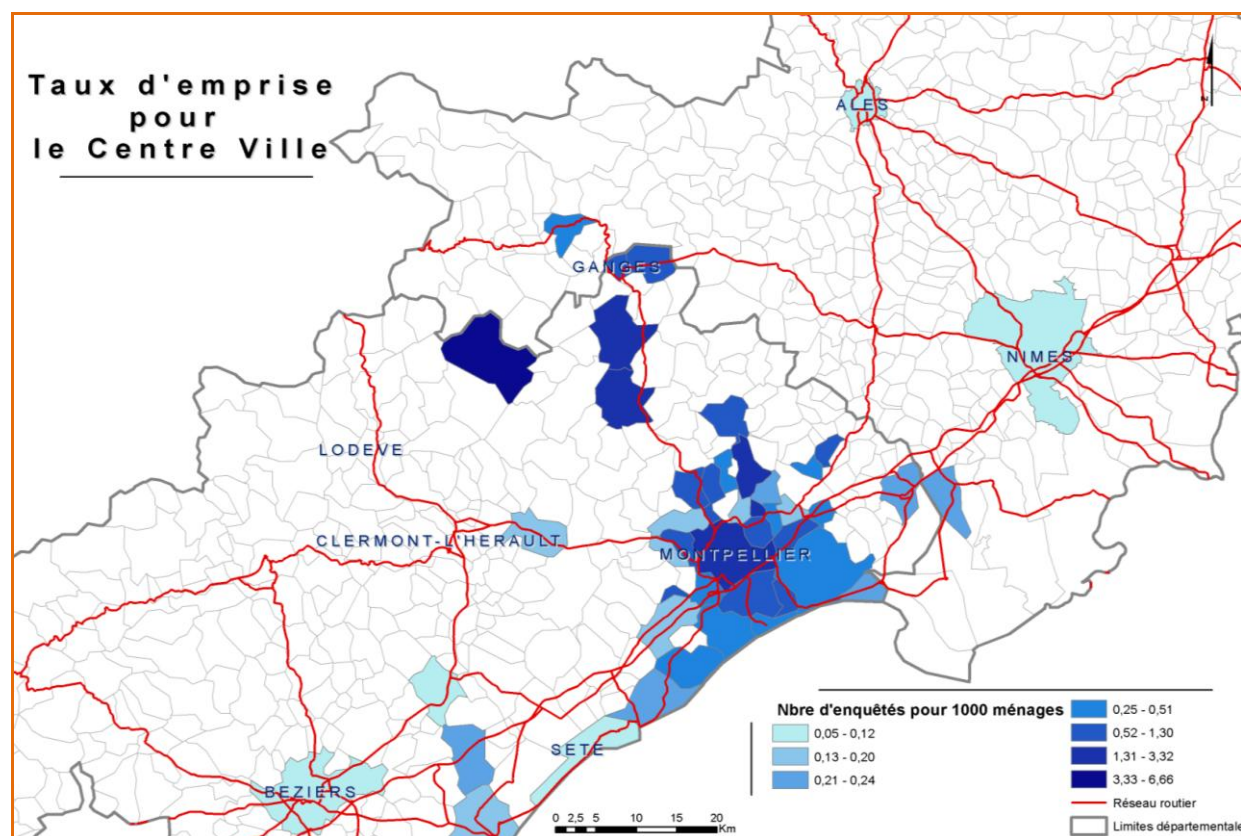 Taux d'emprise
pour
le Centre Ville
ALES
GANGES
NIMES
LODEVE
CLERMONT-L'HERAULT
MONTPELLIER
SETE
BEZIERS
Nbre d'enquêtés pour 1000 ménages
0,05 - 0,12
0,13 - 0,20
0,21 - 0,24
0,25 - 0,51
0,52 - 1,30
1,31 - 3,32
3,33 - 6,66
Réseau routier
Limites départementale
0 2,5 5 10 15 20
Km